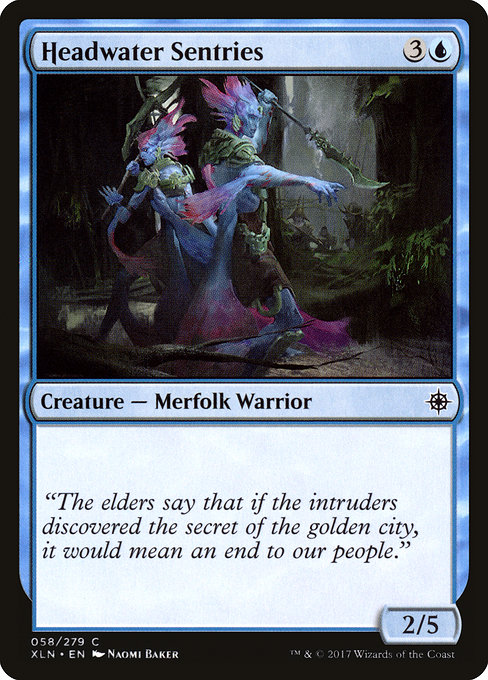 Headwater Sentries 3
Creature — Merfolk Warrior
“The elders say that if the intruders
discovered the secret of the golden city,
it would mean an end to our people.”
2/5
058/279 C
XLN • EN Naomi Baker
™ & © 2017 Wizards of the Coast